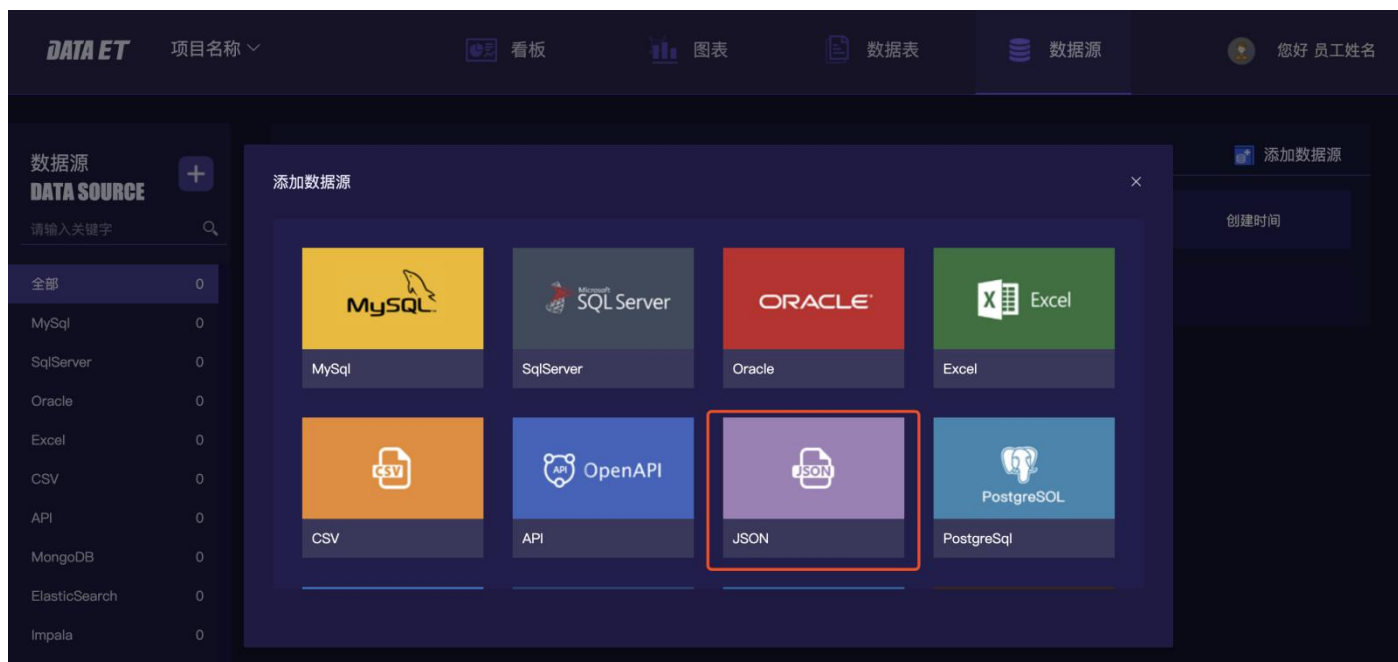 DATA ET 项目名称 看板 图表 数据表 数据源 您好 员工姓名
数据源
DATA SOURCE
请输入关键字
全部 0
MySql 0
SqlServer 0
Oracle 0
Excel 0
CSV 0
API 0
MongoDB 0
ElasticSearch 0
Impala 0
添加数据源
创建时间
添加数据源 ×
MySQL
Microsoft
SQL Server
ORACLE
X Excel
MySql SqlServer Oracle Excel
CSV
API OpenAPI
JSON
PostgreSOL
CSV API JSON PostgreSql